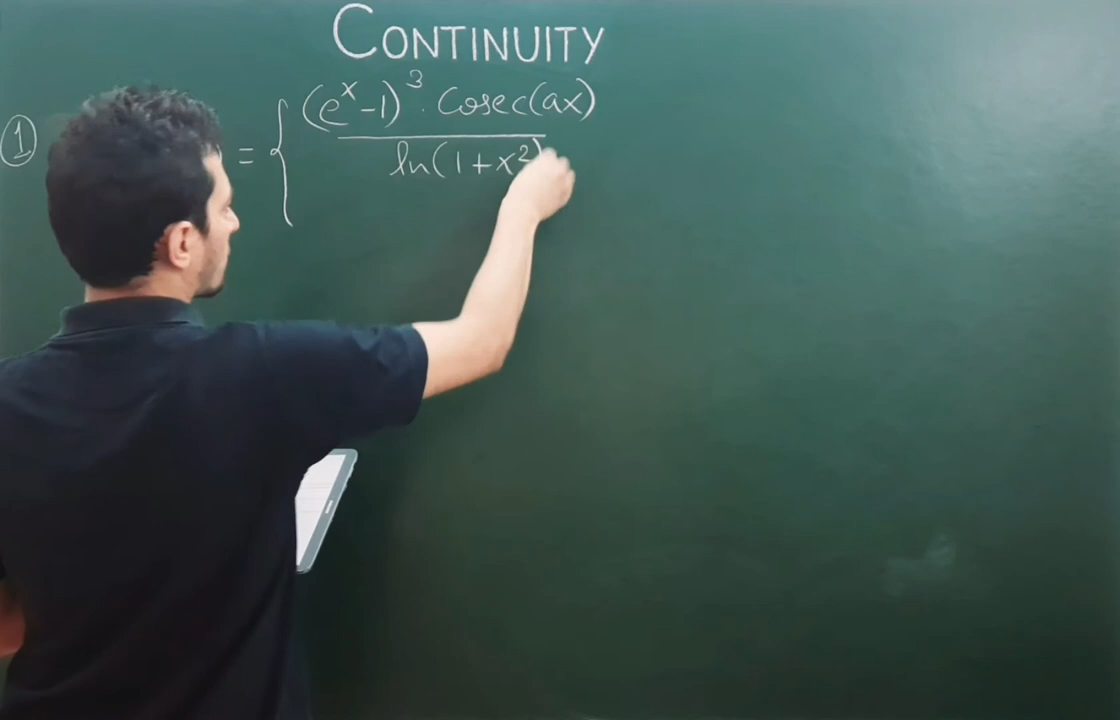 CONTINUITY
① = { (e^x-1)^3 · Cosec(ax)
ln(1+x^2)